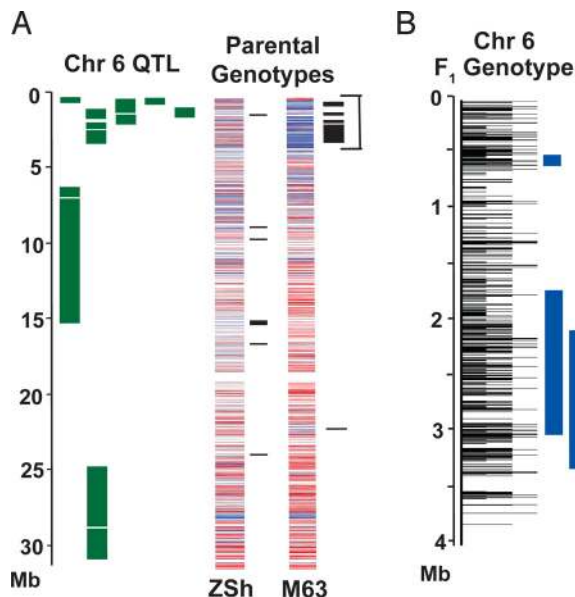 A
Chr 6 QTL
Parental
Genotypes
0
5
10
15
20
25
30
Mb
ZSh
M63
B
Chr 6
F1 Genotype
0
1
2
3
4
Mb